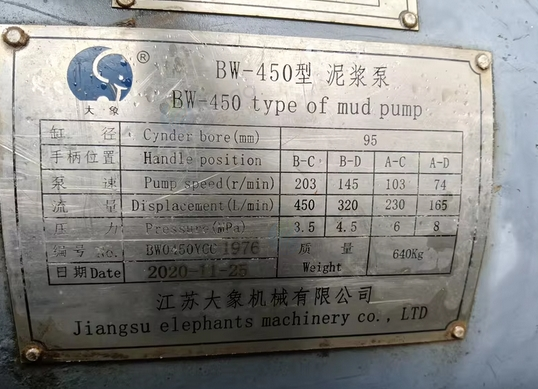 ®
大象
BW-450型 泥浆泵
BW-450 type of mud pump
缸 径 Cynder bore(mm) 95
手柄位置 Handle position B-C B-D A-C A-D
泵 速 Pump speed(r/min) 203 145 103 74
流 量 Displacement(L/min) 450 320 230 165
压 力 Pressure(mPa) 3.5 4.5 6 8
编号 No. BW0450YCC1976 质 量 640Kg
日期Date 2020-11-25 Weight
江苏大象机械有限公司
Jiangsu elephants machinery co., LTD